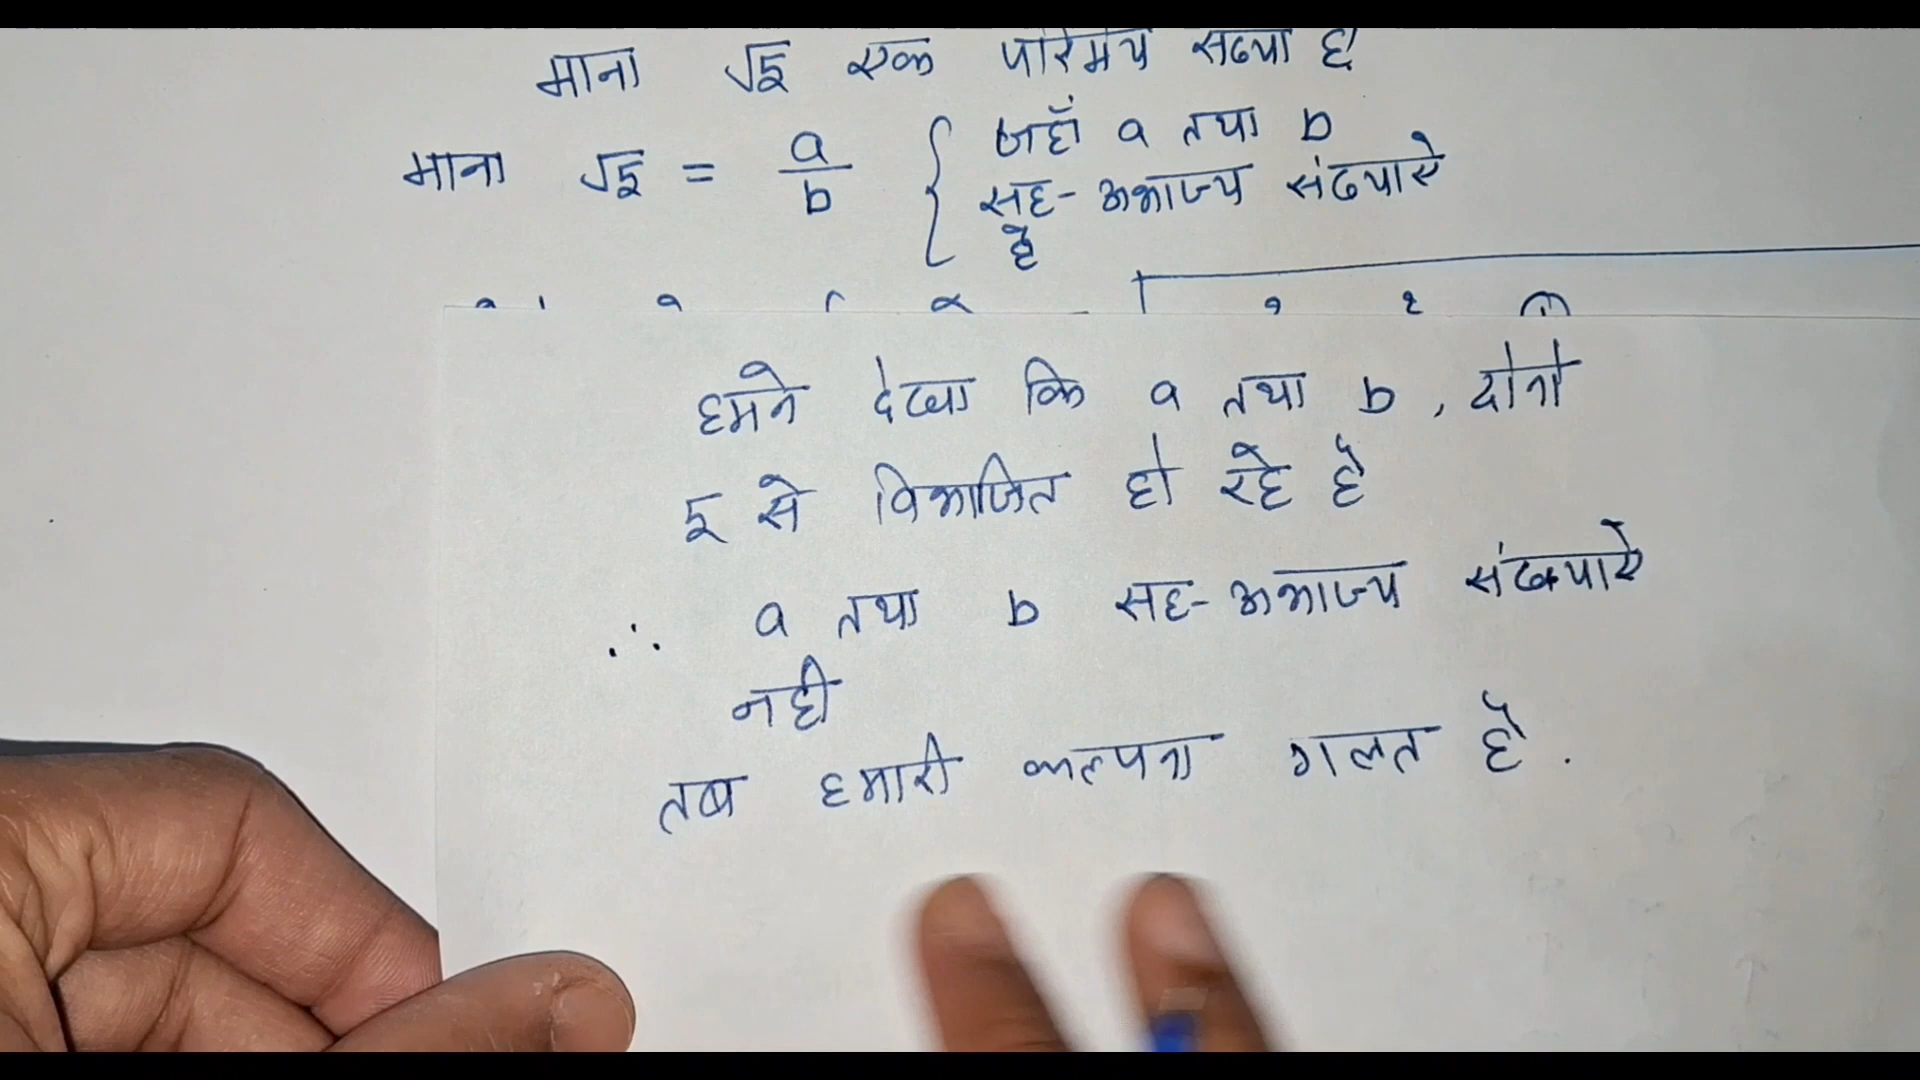 माना √5 एक परिमेय संख्या है
माना √5 = a/b { जहाँ a तथा b
सह-अभाज्य संख्याऐ
है
हमने देखा कि a तथा b, दोनो
5 से विभाजित हो रहे है
∴ a तथा b सह-अभाज्य संख्याऐ
नही
तब हमारी कल्पना गलत है.